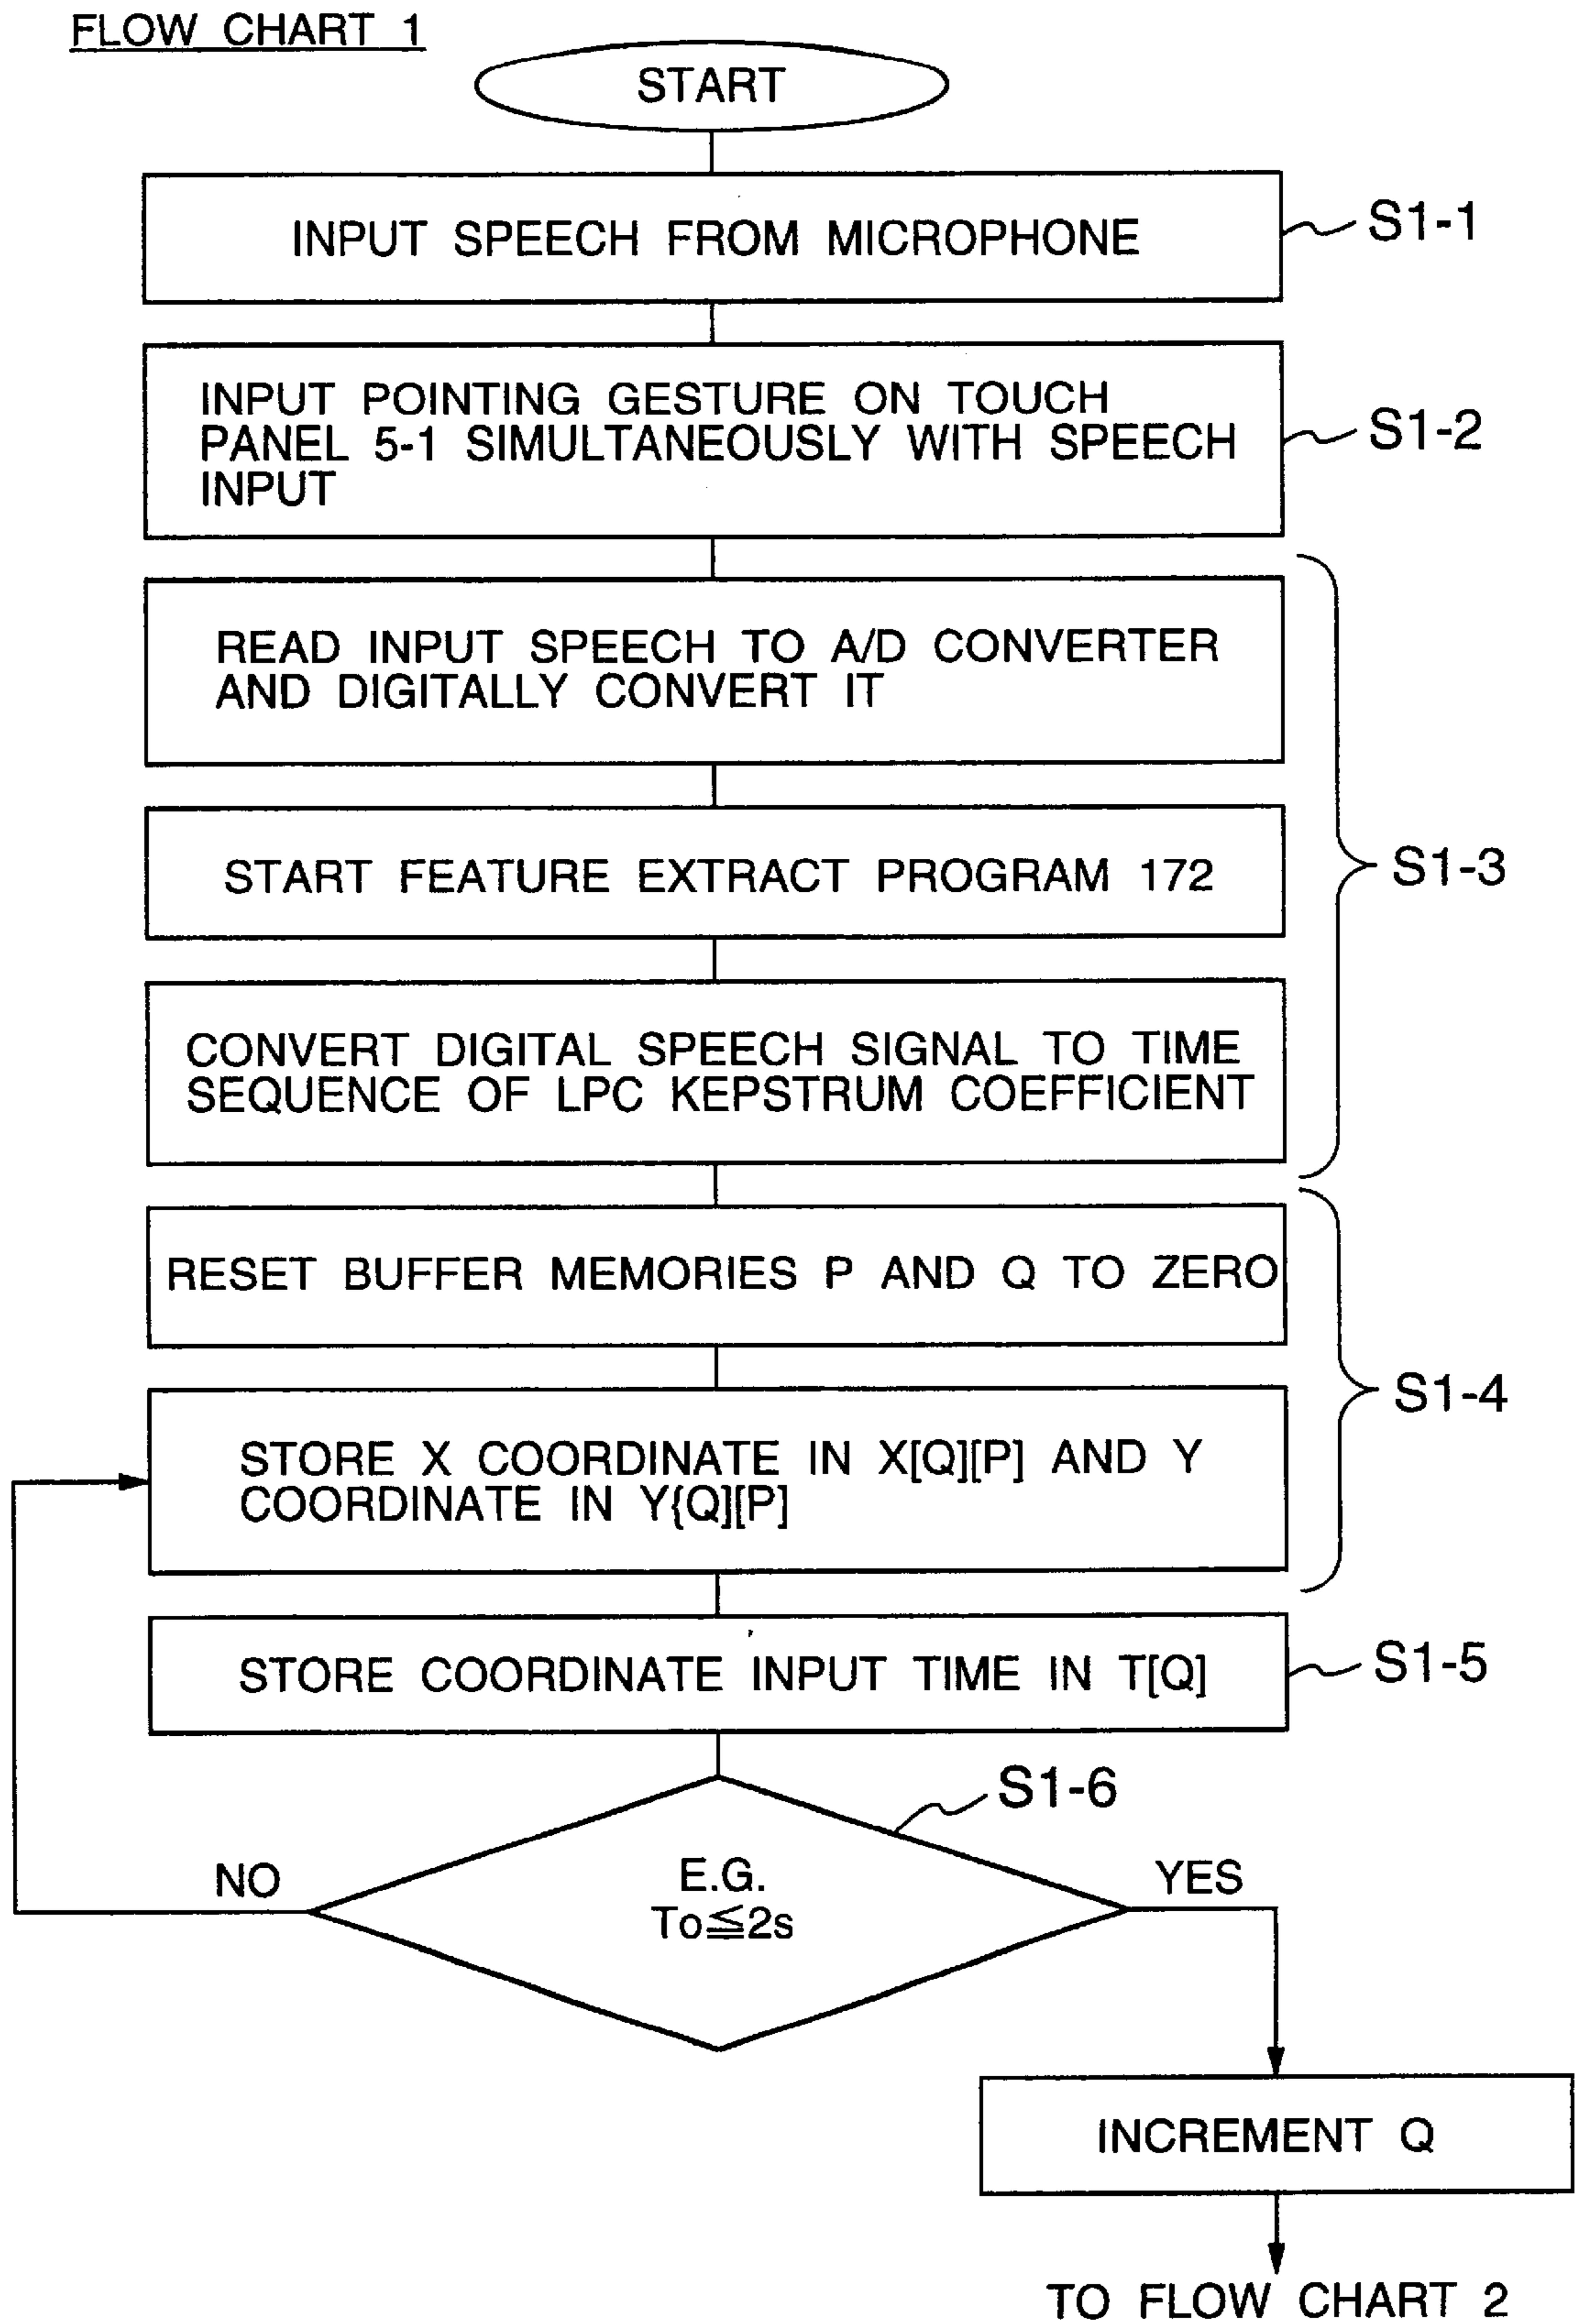 FLOW CHART 1
START
INPUT SPEECH FROM MICROPHONE
S1-1
INPUT POINTING GESTURE ON TOUCH
PANEL 5-1 SIMULTANEOUSLY WITH SPEECH
INPUT
S1-2
READ INPUT SPEECH TO A/D CONVERTER
AND DIGITALLY CONVERT IT
START FEATURE EXTRACT PROGRAM 172
S1-3
CONVERT DIGITAL SPEECH SIGNAL TO TIME
SEQUENCE OF LPC KEPSTRUM COEFFICIENT
RESET BUFFER MEMORIES P AND Q TO ZERO
S1-4
STORE X COORDINATE IN X[Q][P] AND Y
COORDINATE IN Y{Q][P]
STORE COORDINATE INPUT TIME IN T[Q]
S1-5
S1-6
E.G.
To≦2s
NO
YES
INCREMENT Q
TO FLOW CHART 2